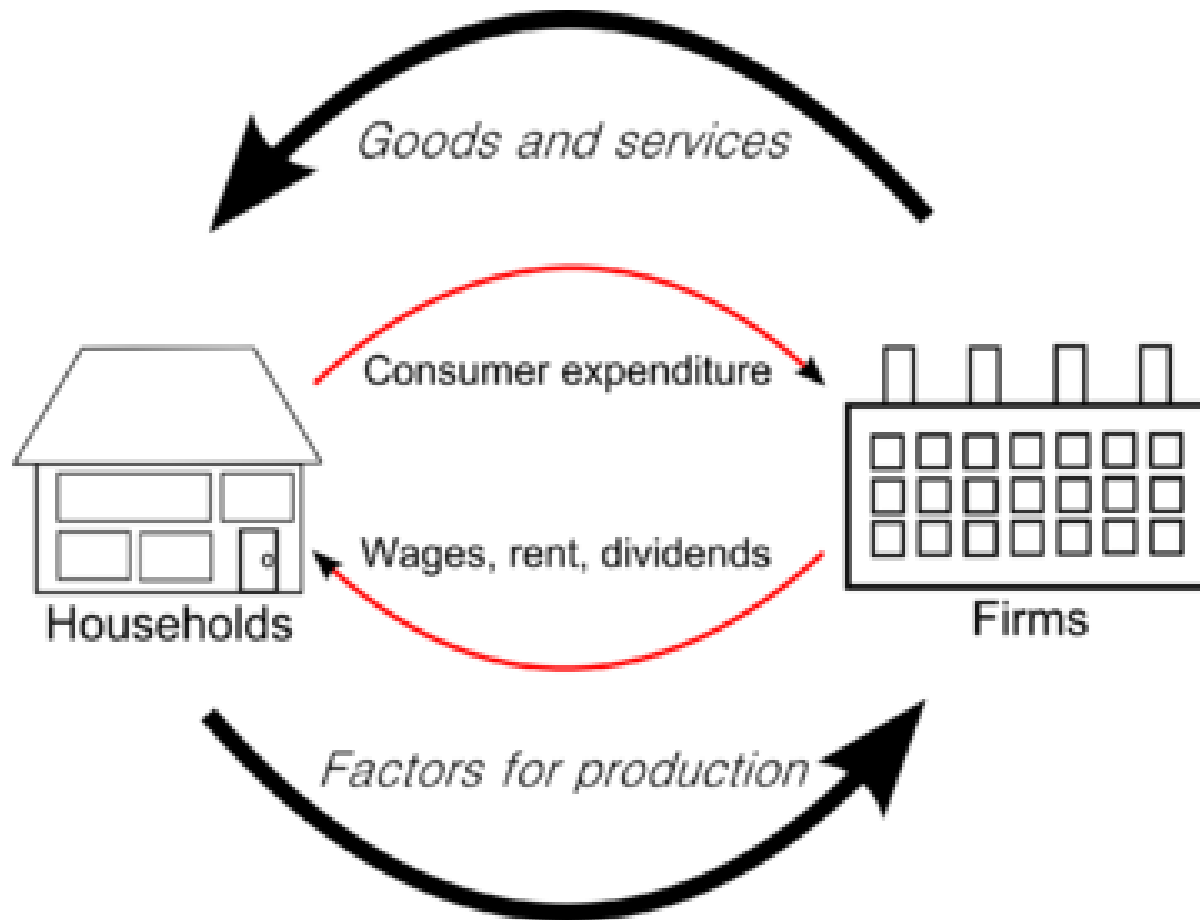 Goods and services
Consumer expenditure
Wages, rent, dividends
Households
Firms
Factors for production